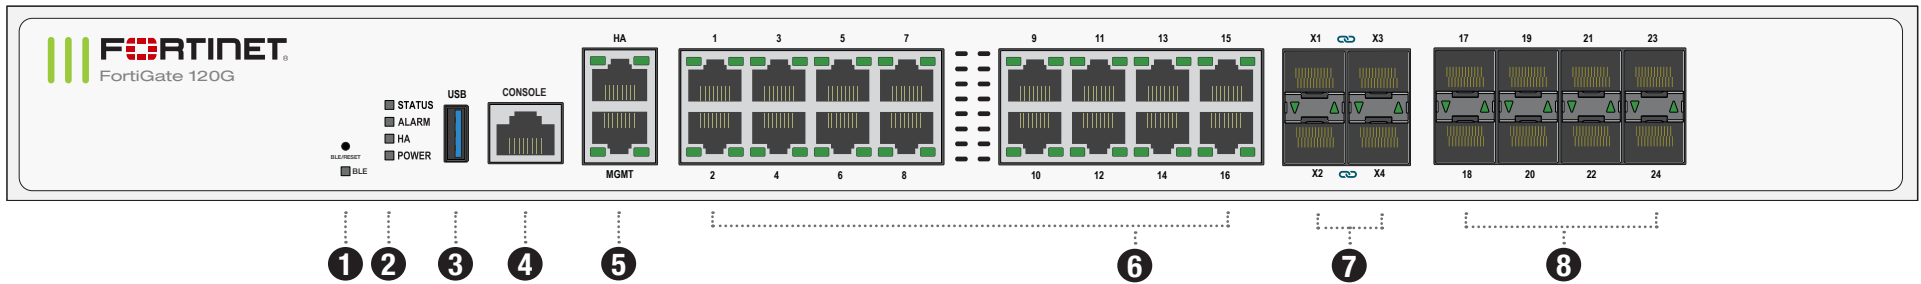 FORTINET®
FortiGate 120G
BLE/RESET
BLE
STATUS
ALARM
HA
POWER
USB
CONSOLE
HA
MGMT
1 3 5 7
2 4 6 8
9 11 13 15
10 12 14 16
X1 X3
X2 X4
17 19 21 23
18 20 22 24
1 2 3 4 5 6 7 8